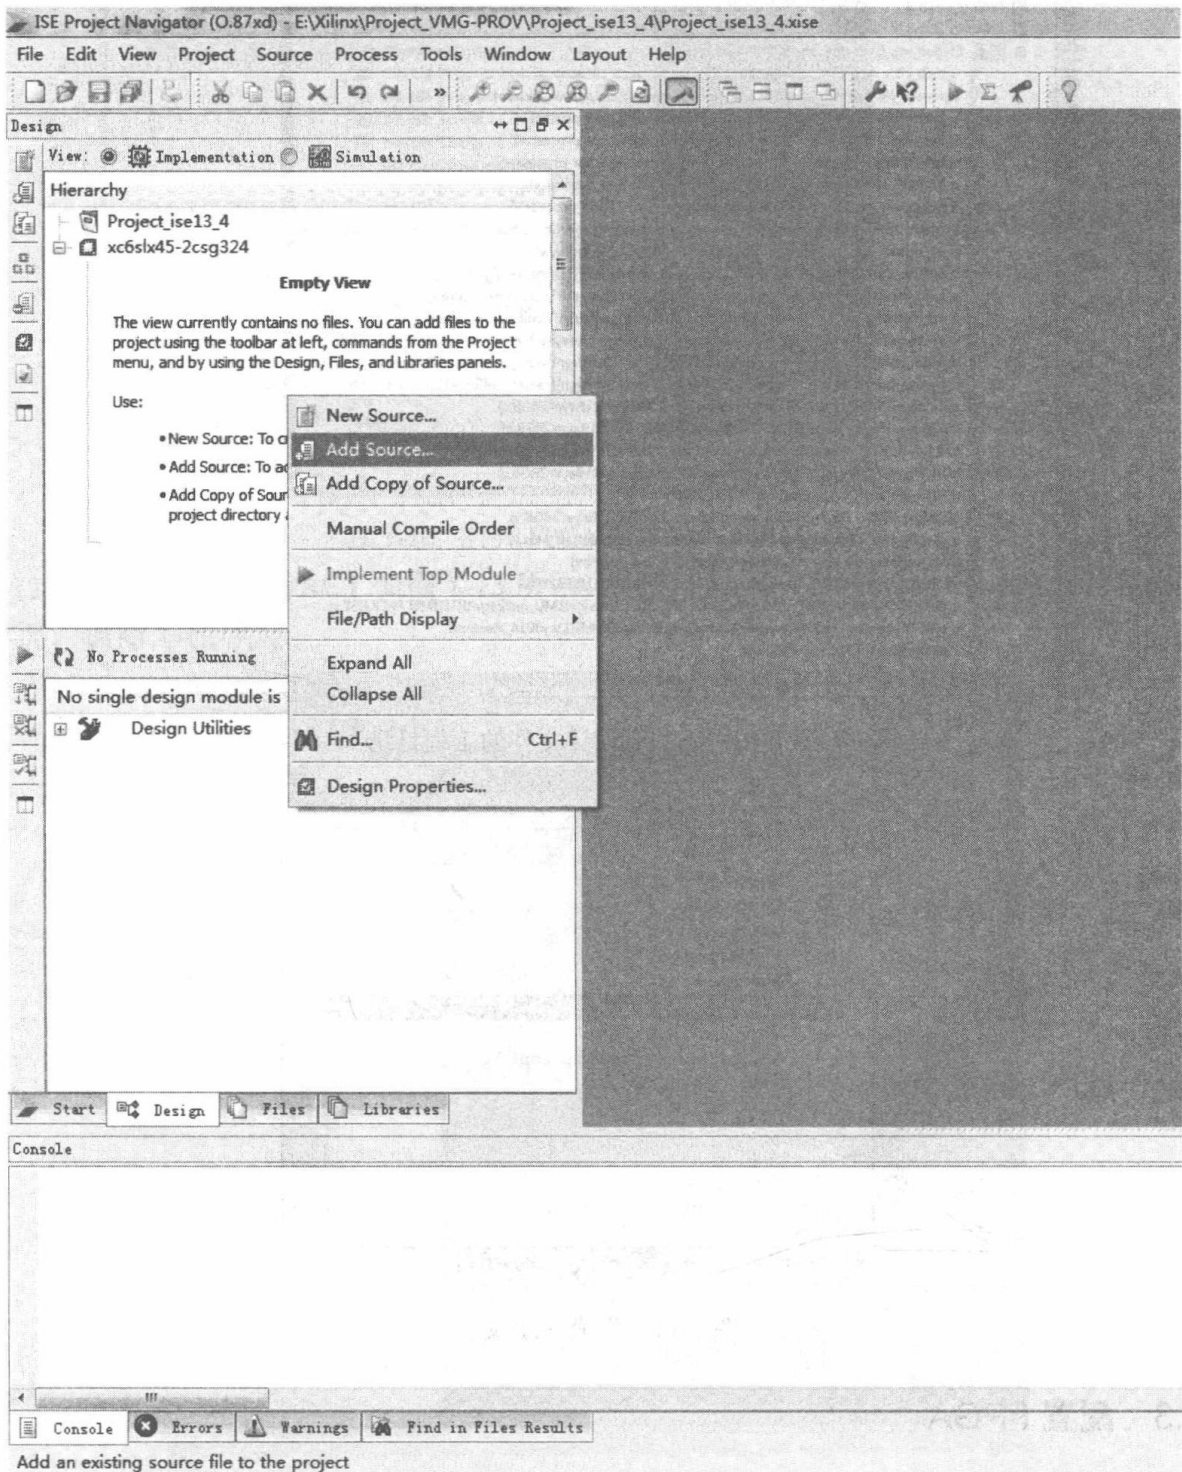 ISE Project Navigator (O.87xd) - E:\Xilinx\Project_VMG-PROV\Project_ise13_4\Project_ise13_4.xise
File Edit View Project Source Process Tools Window Layout Help
Design
View: Implementation Simulation
Hierarchy
Project_ise13_4
xc6slx45-2csg324
Empty View
The view currently contains no files. You can add files to the
project using the toolbar at left, commands from the Project
menu, and by using the Design, Files, and Libraries panels.
Use:
•New Source: To c
•Add Source: To ad
•Add Copy of Sour
project directory
New Source...
Add Source...
Add Copy of Source...
Manual Compile Order
Implement Top Module
File/Path Display
Expand All
Collapse All
Find... Ctrl+F
Design Properties...
No Processes Running
No single design module is
Design Utilities
Start Design Files Libraries
Console
Console Errors Warnings Find in Files Results
Add an existing source file to the project